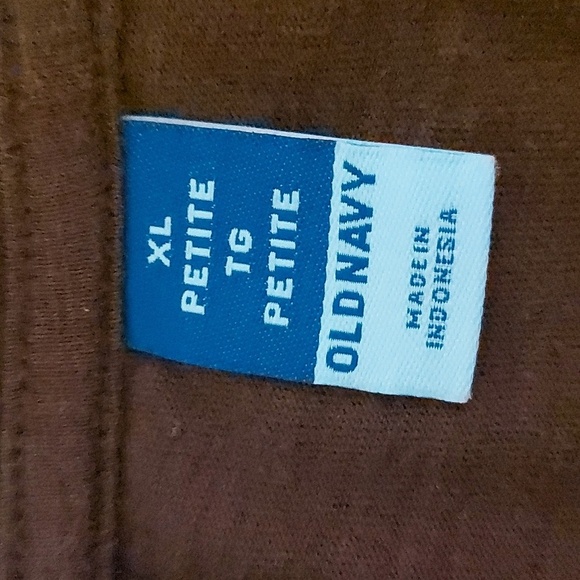 XL
PETITE
TG
PETITE
OLDNAVY
MADE IN
INDONESIA